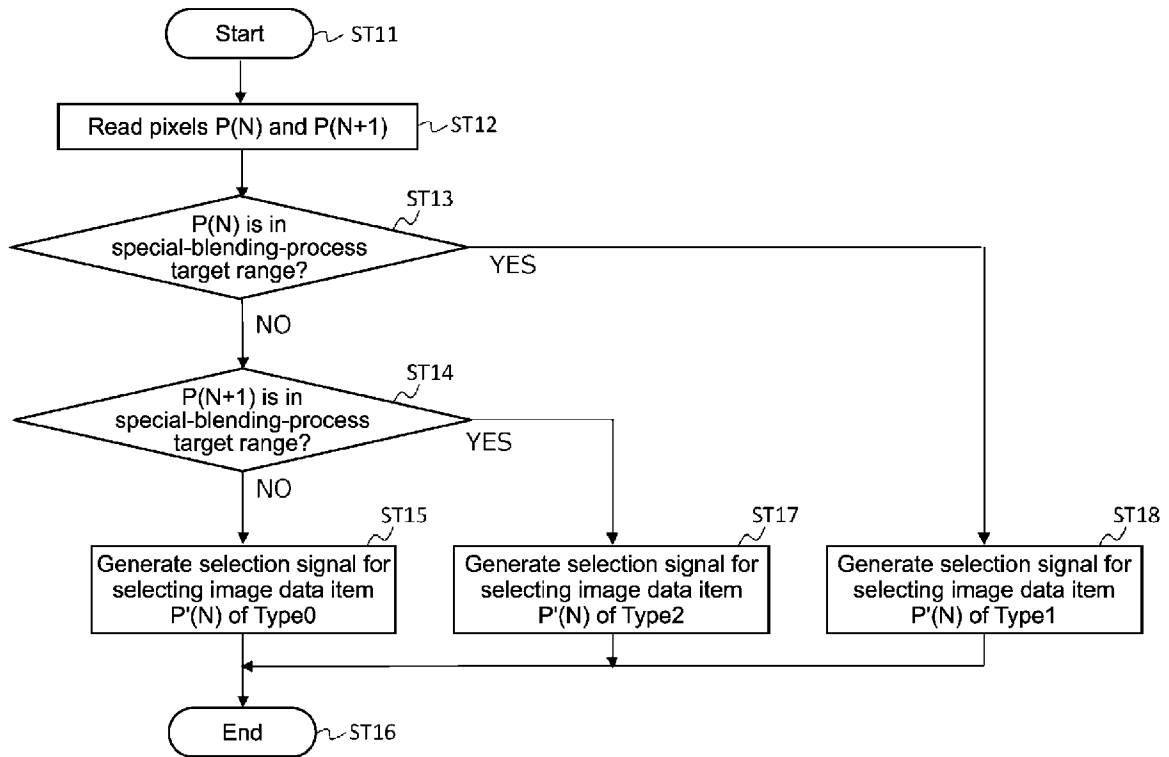 Start
ST11
Read pixels P(N) and P(N+1)
ST12
ST13
P(N) is in
special-blending-process
target range?
YES
NO
ST14
P(N+1) is in
special-blending-process
target range?
YES
NO
ST15
Generate selection signal for
selecting image data item
P'(N) of Type0
ST17
Generate selection signal for
selecting image data item
P'(N) of Type2
ST18
Generate selection signal for
selecting image data item
P'(N) of Type1
End
ST16